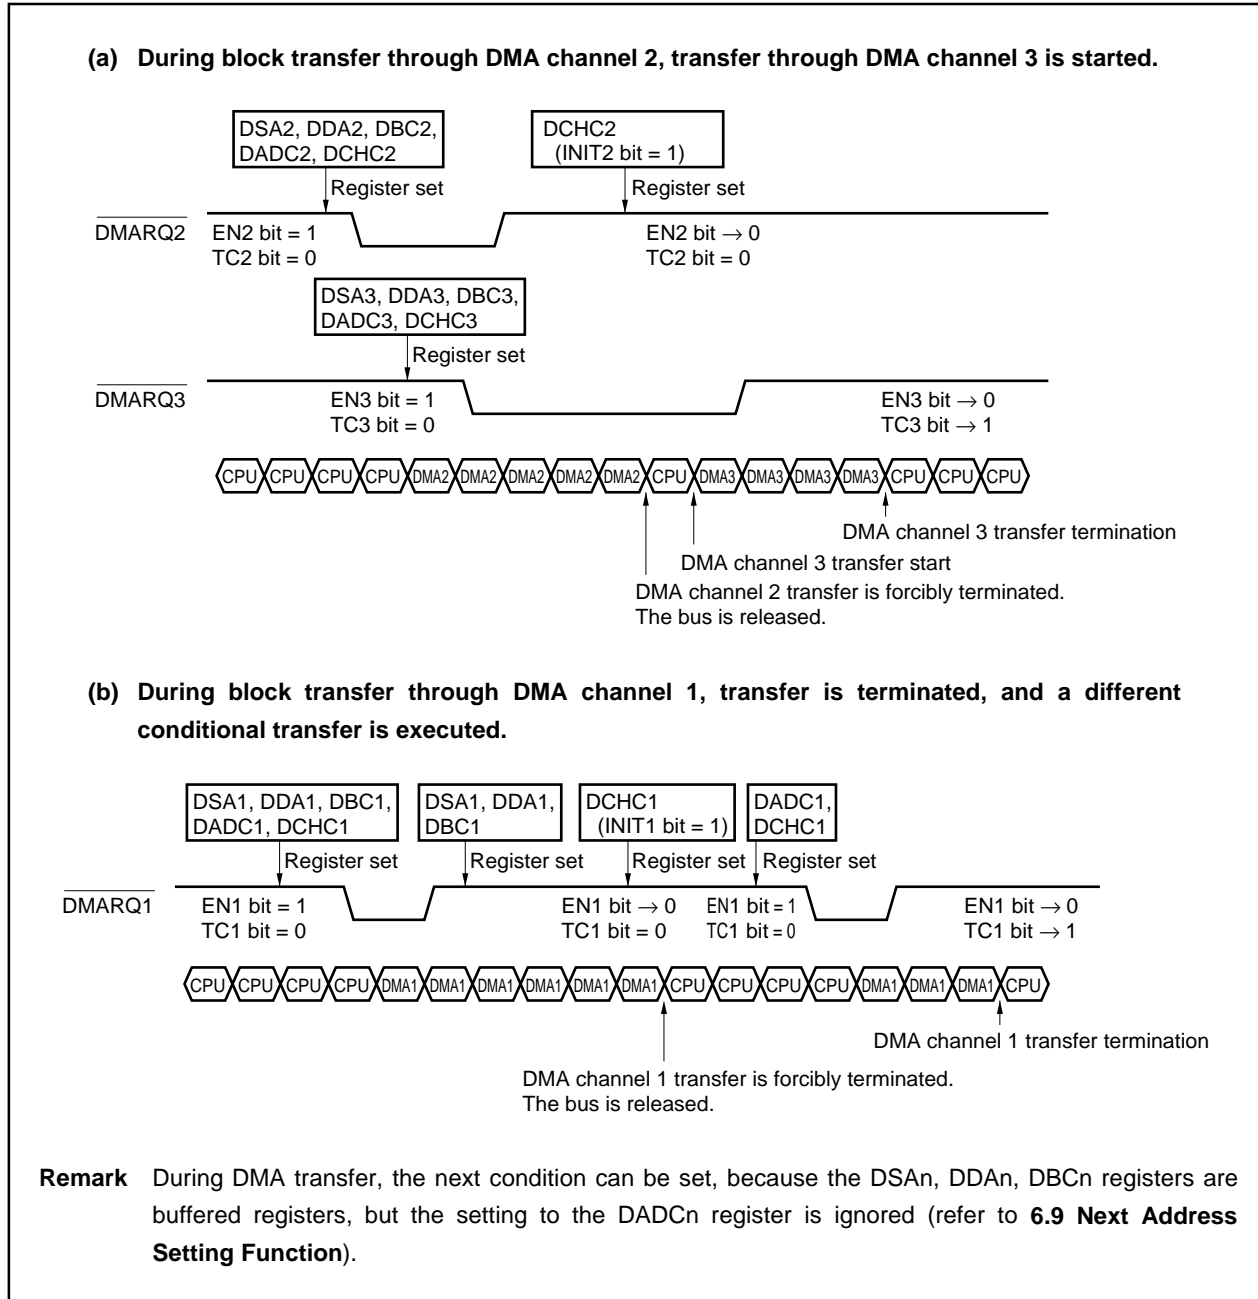 (a) During block transfer through DMA channel 2, transfer through DMA channel 3 is started.
DSA2, DDA2, DBC2,
DADC2, DCHC2
DCHC2
(INIT2 bit = 1)
Register set
Register set
DMARQ2
EN2 bit = 1
TC2 bit = 0
EN2 bit → 0
TC2 bit = 0
DSA3, DDA3, DBC3,
DADC3, DCHC3
Register set
DMARQ3
EN3 bit = 1
TC3 bit = 0
EN3 bit → 0
TC3 bit → 1
CPU CPU CPU CPU DMA2 DMA2 DMA2 DMA2 DMA2 CPU DMA3 DMA3 DMA3 DMA3 CPU CPU CPU
DMA channel 3 transfer termination
DMA channel 3 transfer start
DMA channel 2 transfer is forcibly terminated.
The bus is released.
(b) During block transfer through DMA channel 1, transfer is terminated, and a different
conditional transfer is executed.
DSA1, DDA1, DBC1,
DADC1, DCHC1
DSA1, DDA1,
DBC1
DCHC1
(INIT1 bit = 1)
DADC1,
DCHC1
Register set
Register set
Register set
Register set
DMARQ1
EN1 bit = 1
TC1 bit = 0
EN1 bit → 0
TC1 bit = 0
EN1 bit = 1
TC1 bit = 0
EN1 bit → 0
TC1 bit → 1
CPU CPU CPU CPU DMA1 DMA1 DMA1 DMA1 DMA1 DMA1 CPU CPU CPU CPU DMA1 DMA1 DMA1 CPU
DMA channel 1 transfer termination
DMA channel 1 transfer is forcibly terminated.
The bus is released.
Remark During DMA transfer, the next condition can be set, because the DSAn, DDAn, DBCn registers are
buffered registers, but the setting to the DADCn register is ignored (refer to 6.9 Next Address
Setting Function).